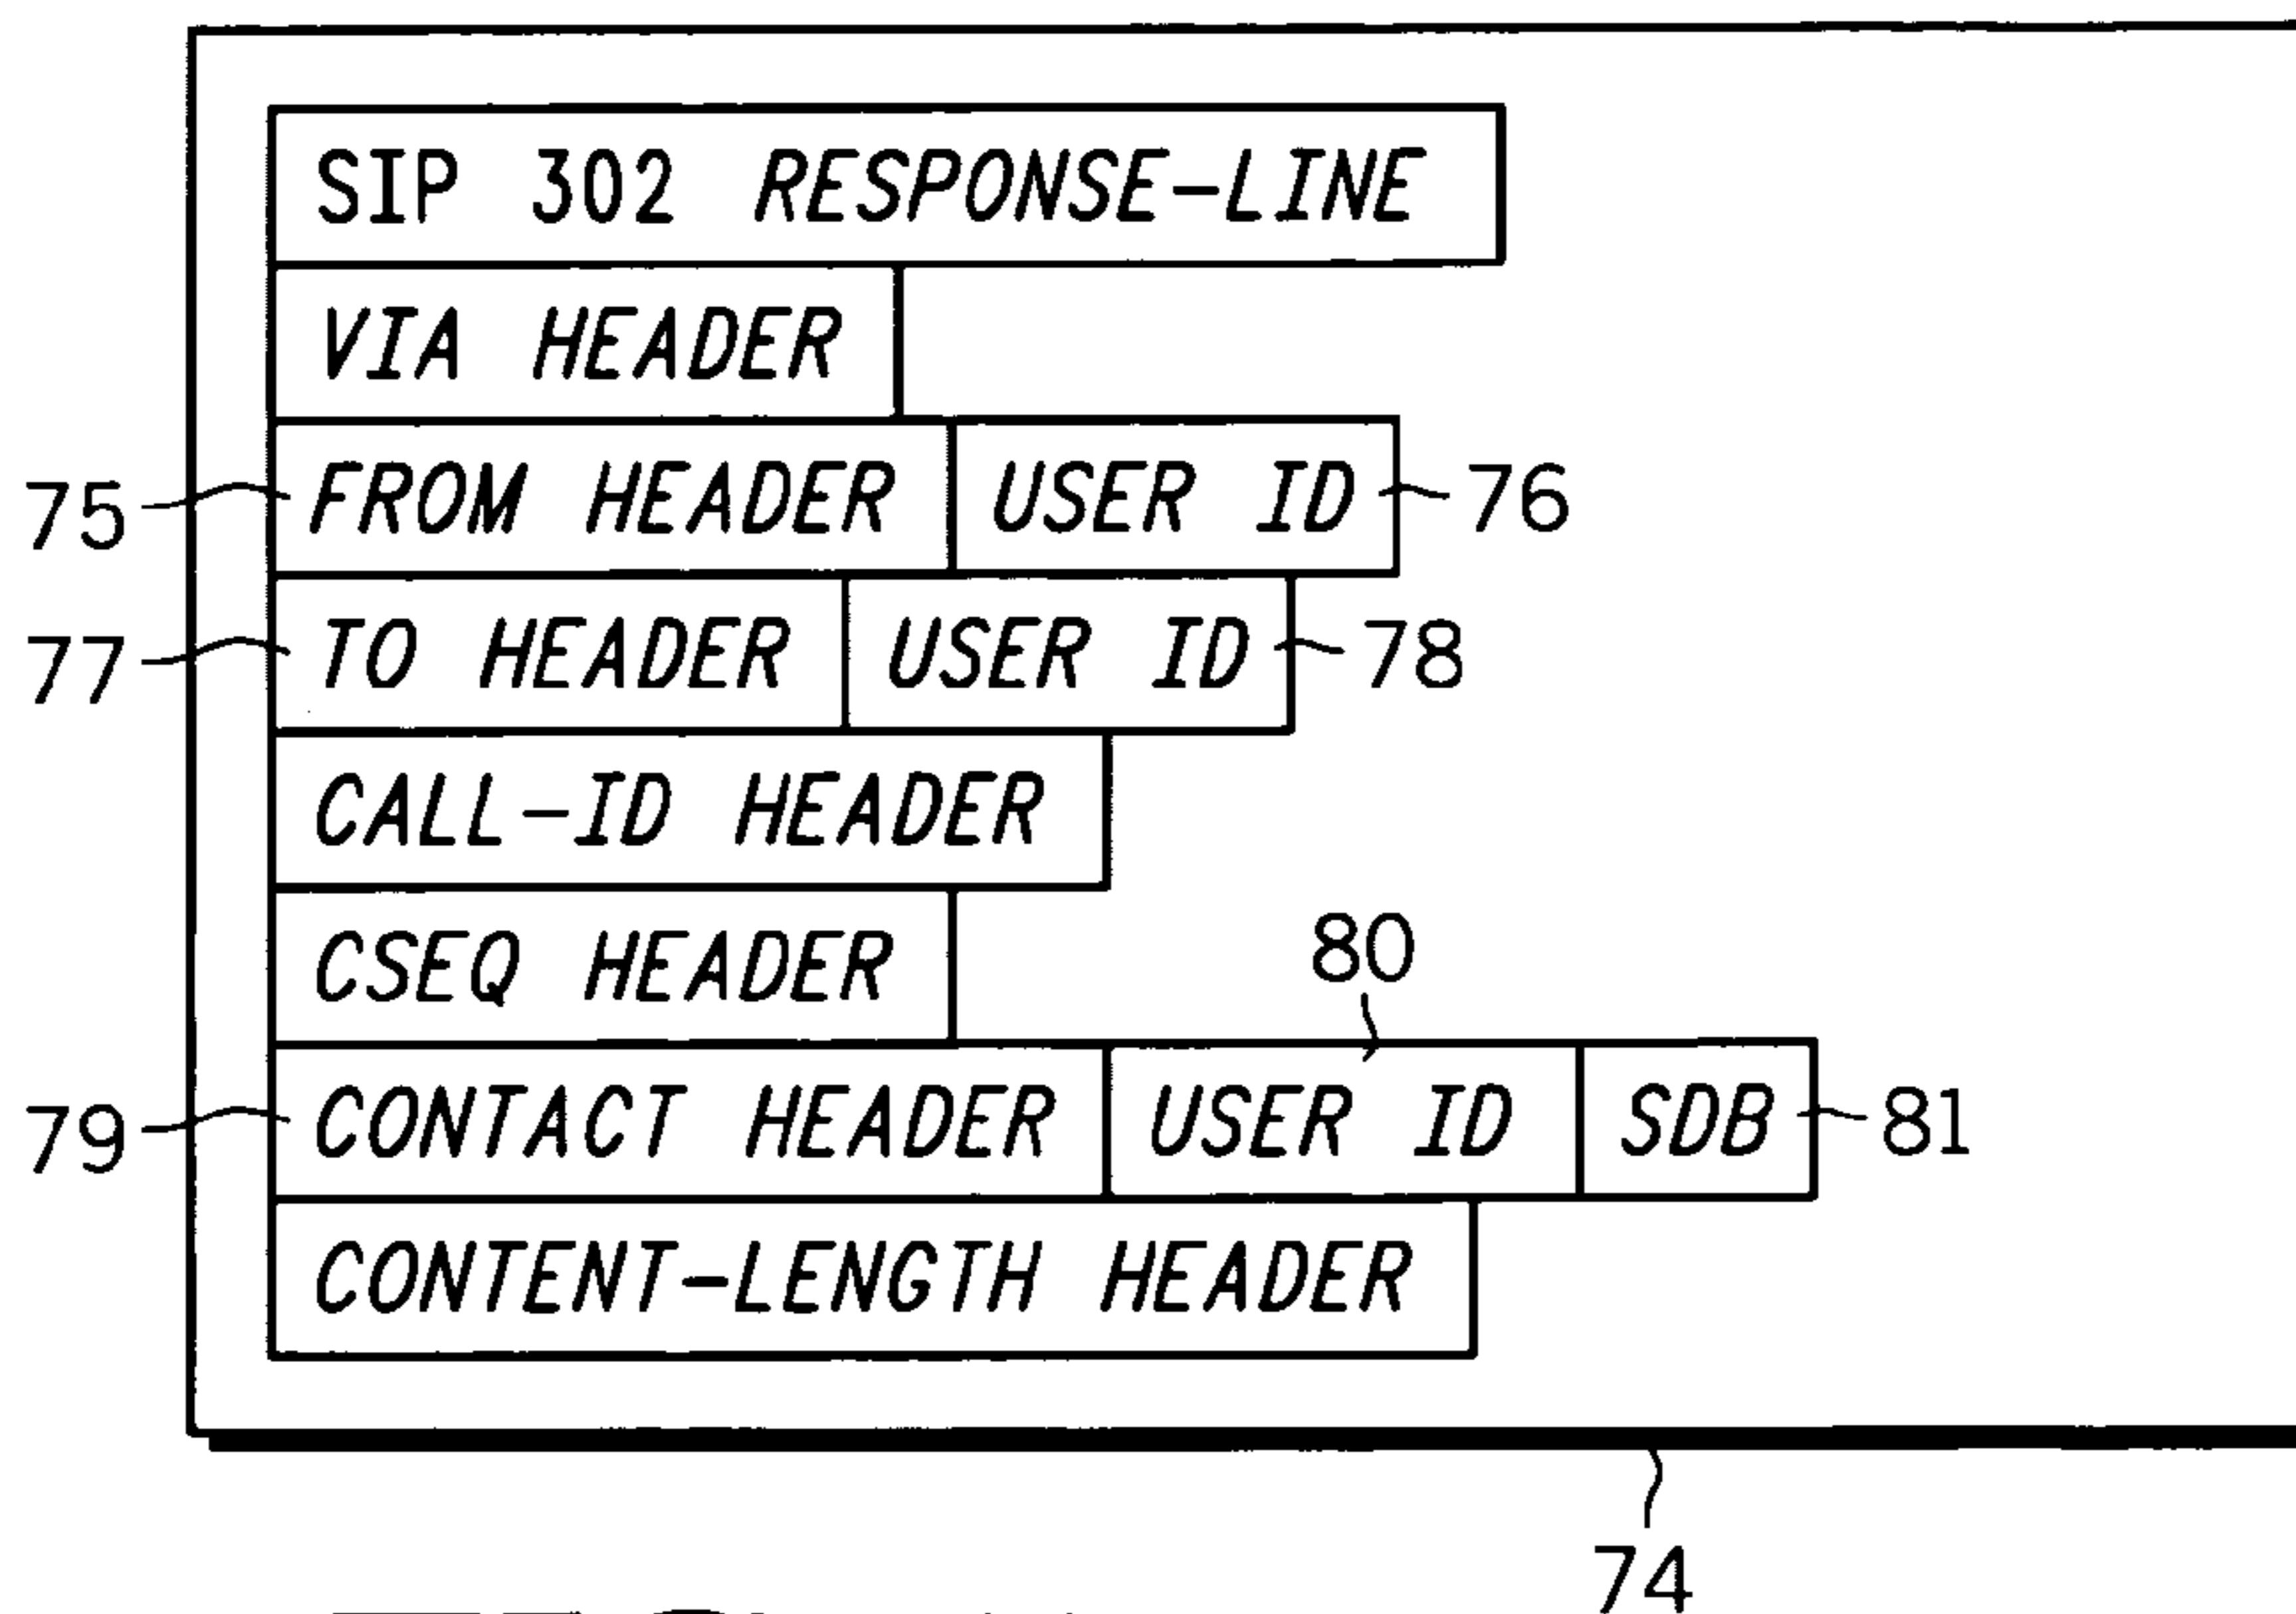 SIP 302 RESPONSE-LINE
VIA HEADER
75 FROM HEADER USER ID 76
77 TO HEADER USER ID 78
CALL-ID HEADER
CSEQ HEADER
80
79 CONTACT HEADER USER ID SDB 81
CONTENT-LENGTH HEADER
74